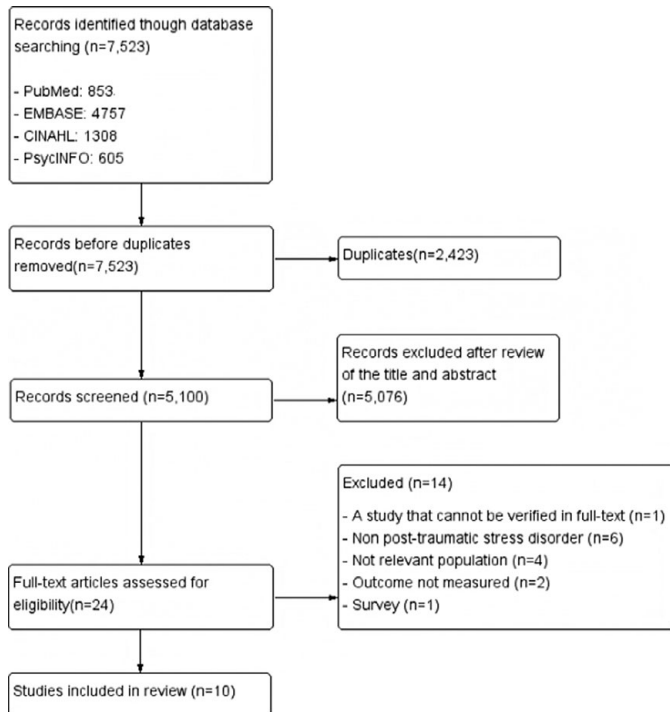 Records identified though database
searching (n=7,523)
- PubMed: 853
- EMBASE: 4757
- CINAHL: 1308
- PsycINFO: 605
Records before duplicates
removed(n=7,523)
Duplicates(n=2,423)
Records excluded after review
of the title and abstract
(n=5,076)
Records screened (n=5,100)
Excluded (n=14)
- A study that cannot be verified in full-text (n=1)
- Non post-traumatic stress disorder (n=6)
- Not relevant population (n=4)
- Outcome not measured (n=2)
- Survey (n=1)
Full-text articles assessed for
eligibility(n=24)
Studies included in review (n=10)